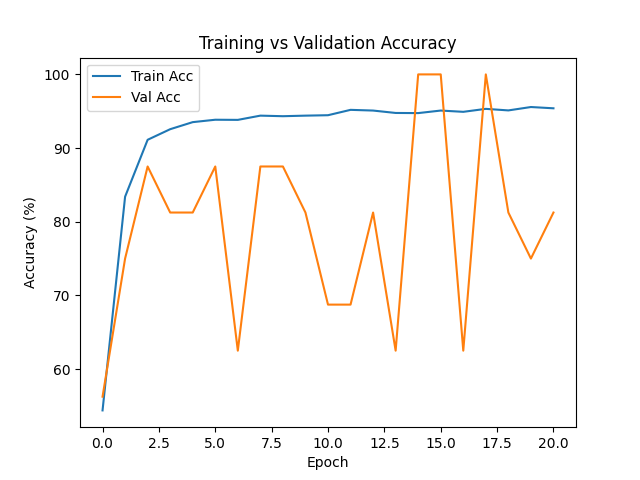 Training vs Validation Accuracy
Train Acc
Val Acc
100
90
80
70
60
Accuracy (%)
0.0 2.5 5.0 7.5 10.0 12.5 15.0 17.5 20.0
Epoch